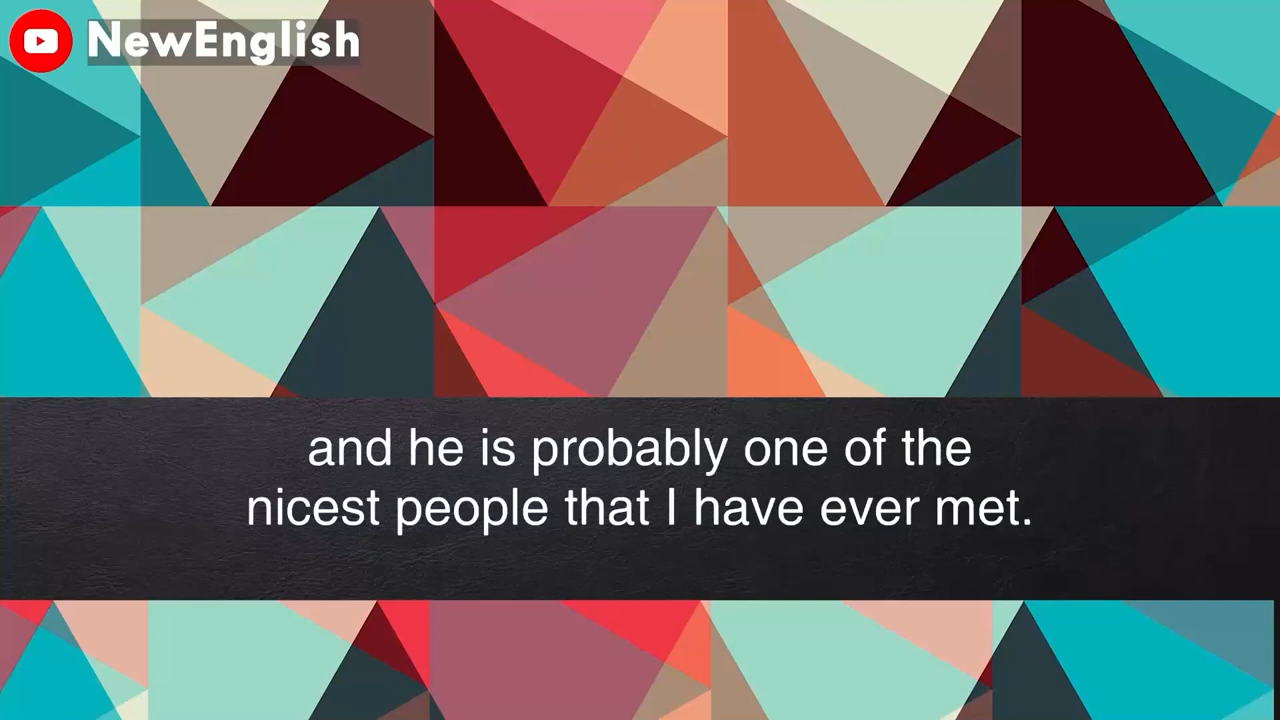 NewEnglish
and he is probably one of the
nicest people that I have ever met.